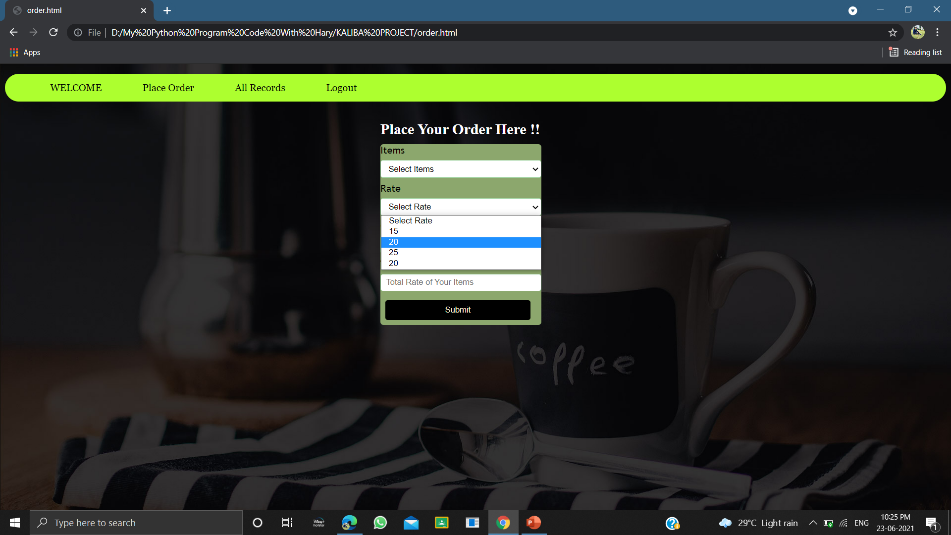 order.html
File | D:/My%20Python%20Program%20Code%20With%20Hary/KALIBA%20PROJECT/order.html
Apps
Reading list
WELCOME Place Order All Records Logout
Place Your Order Here !!
Items
Select Items
Rate
Select Rate
Select Rate
15
20
25
20
Total Rate of Your Items
Submit
coffee
Type here to search
29°C Light rain
ENG
10:25 PM
23-06-2021
1